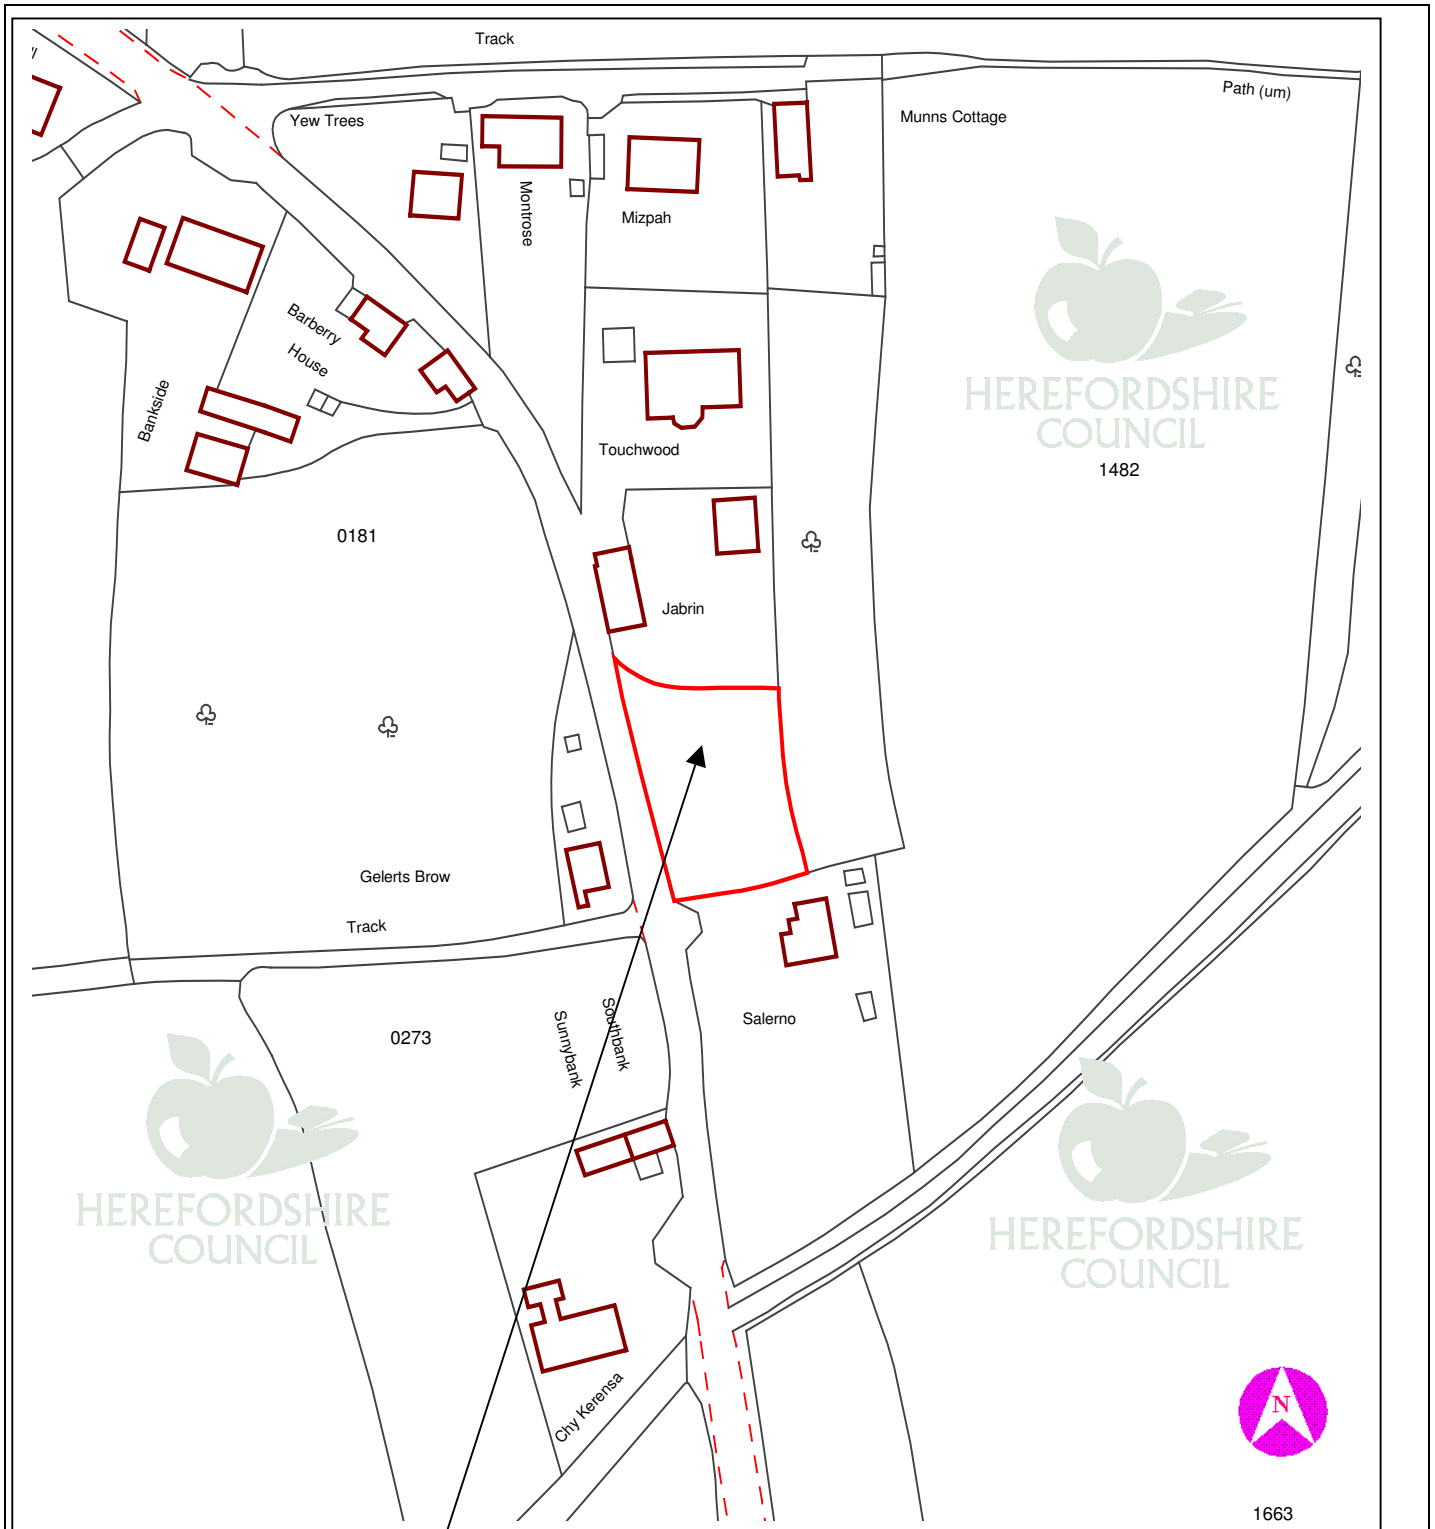 Track
Path (um)
Yew Trees
Munns Cottage
Montrose
Mizpah
Barberry
House
HEREFORDSHIRE
COUNCIL
Bankside
Touchwood
1482
0181
Jabrin
Gelerts Brow
Track
Sunnybank
Southbank
Salerno
0273
HEREFORDSHIRE
COUNCIL
HEREFORDSHIRE
COUNCIL
Chy Kerensa
N
1663